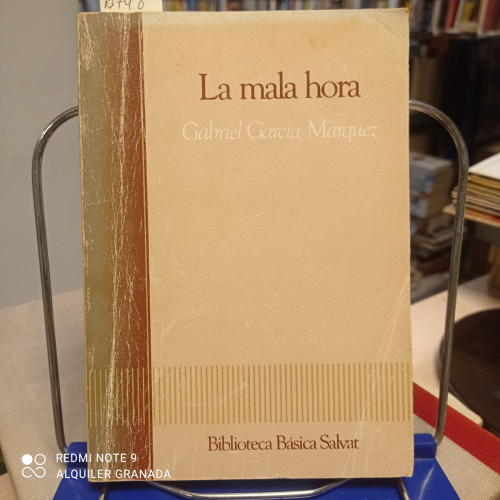 La mala hora
Gabriel García Márquez
Biblioteca Básica Salvat
REDMI NOTE 9
ALQUILER GRANADA